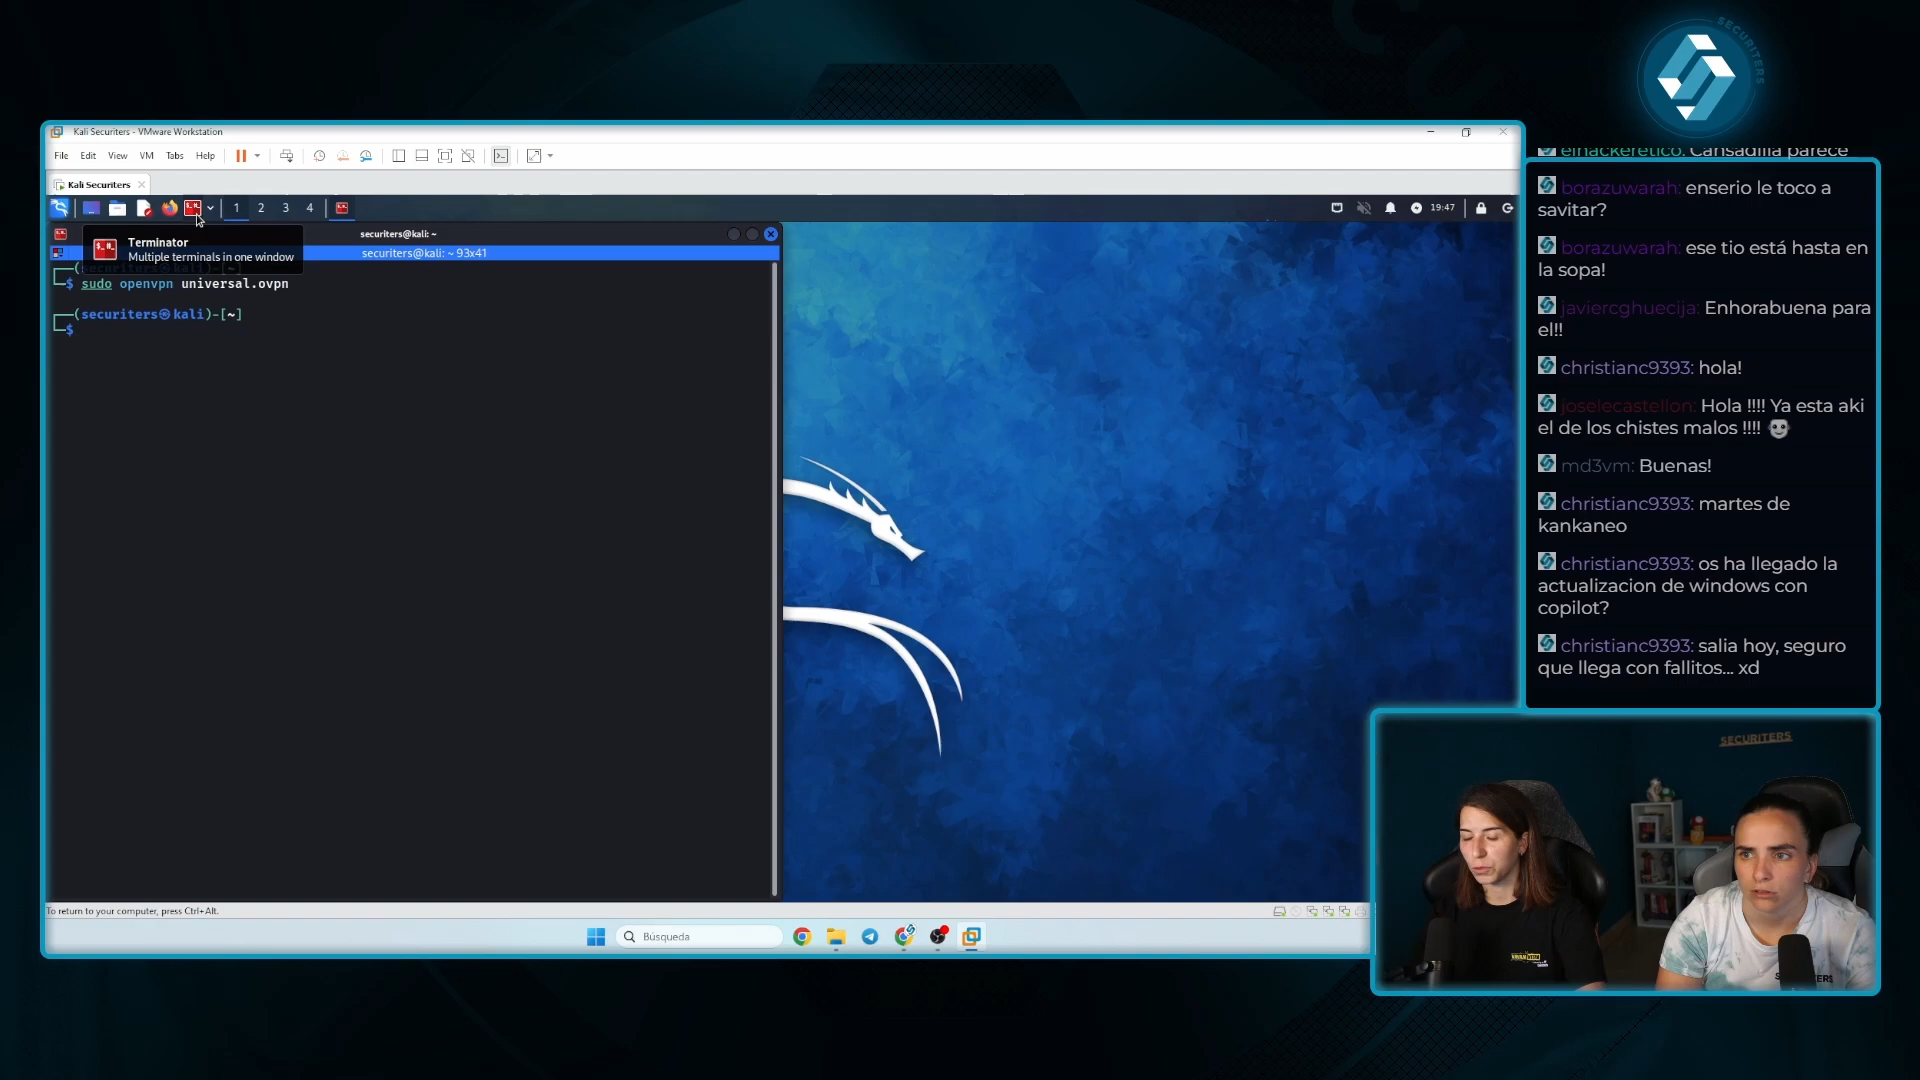 SECURITERS
Kali Securiters - VMware Workstation
File Edit View VM Tabs Help
Kali Securiters
1 2 3 4
19:47
Terminator
Multiple terminals in one window
securiters@kali: ~
securiters@kali: ~ 93x41
$ sudo openvpn universal.ovpn
(securiters㉿kali)-[~]
$
To return to your computer, press Ctrl+Alt.
Búsqueda
elhackeretico: Cansadilla parece
borazuwarah: enserio le toco a
savitar?
borazuwarah: ese tio está hasta en
la sopa!
javiercghuecija: Enhorabuena para
el!!
christianc9393: hola!
joselecastellon: Hola !!!! Ya esta aki
el de los chistes malos !!!!
md3vm: Buenas!
christianc9393: martes de
kankaneo
christianc9393: os ha llegado la
actualizacion de windows con
copilot?
christianc9393: salia hoy, seguro
que llega con fallitos... xd
SECURITERS